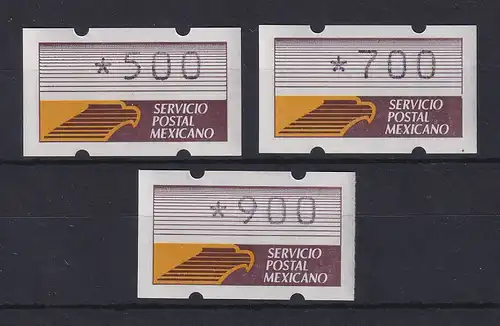 *500
SERVICIO
POSTAL
MEXICANO
*700
SERVICIO
POSTAL
MEXICANO
*900
SERVICIO
POSTAL
MEXICANO